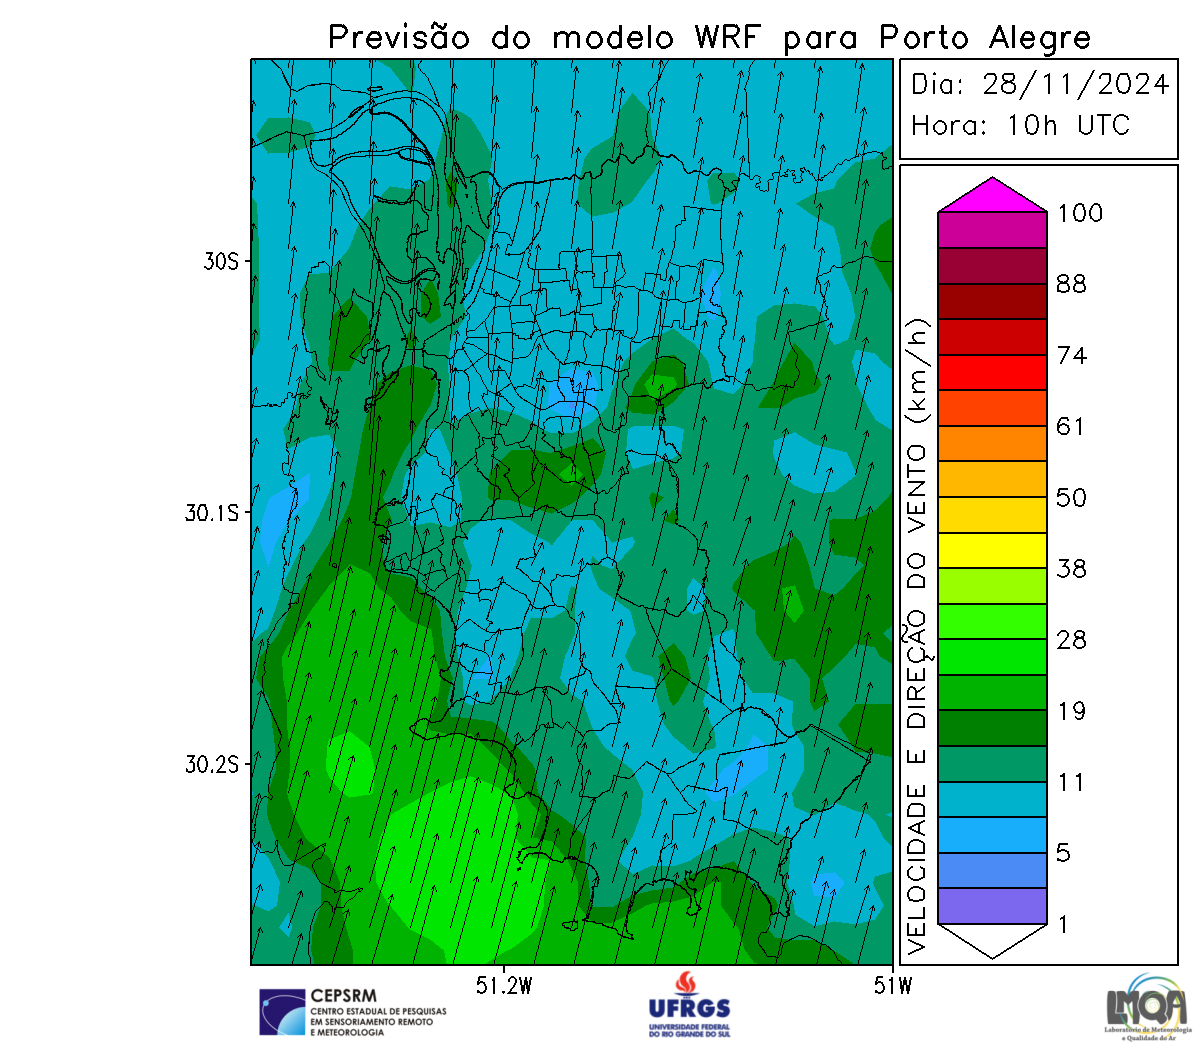 Previsão do modelo WRF para Porto Alegre
Dia: 28/11/2024
Hora: 10h UTC
30S
30.1S
30.2S
51.2W
51W
VELOCIDADE E DIREÇÃO DO VENTO (km/h)
100
88
74
61
50
38
28
19
11
5
1
CEPSRM
CENTRO ESTADUAL DE PESQUISAS
EM SENSORIAMENTO REMOTO
E METEOROLOGIA
UFRGS
UNIVERSIDADE FEDERAL
DO RIO GRANDE DO SUL
LMQA
Laboratório de Meteorologia
e Qualidade do Ar